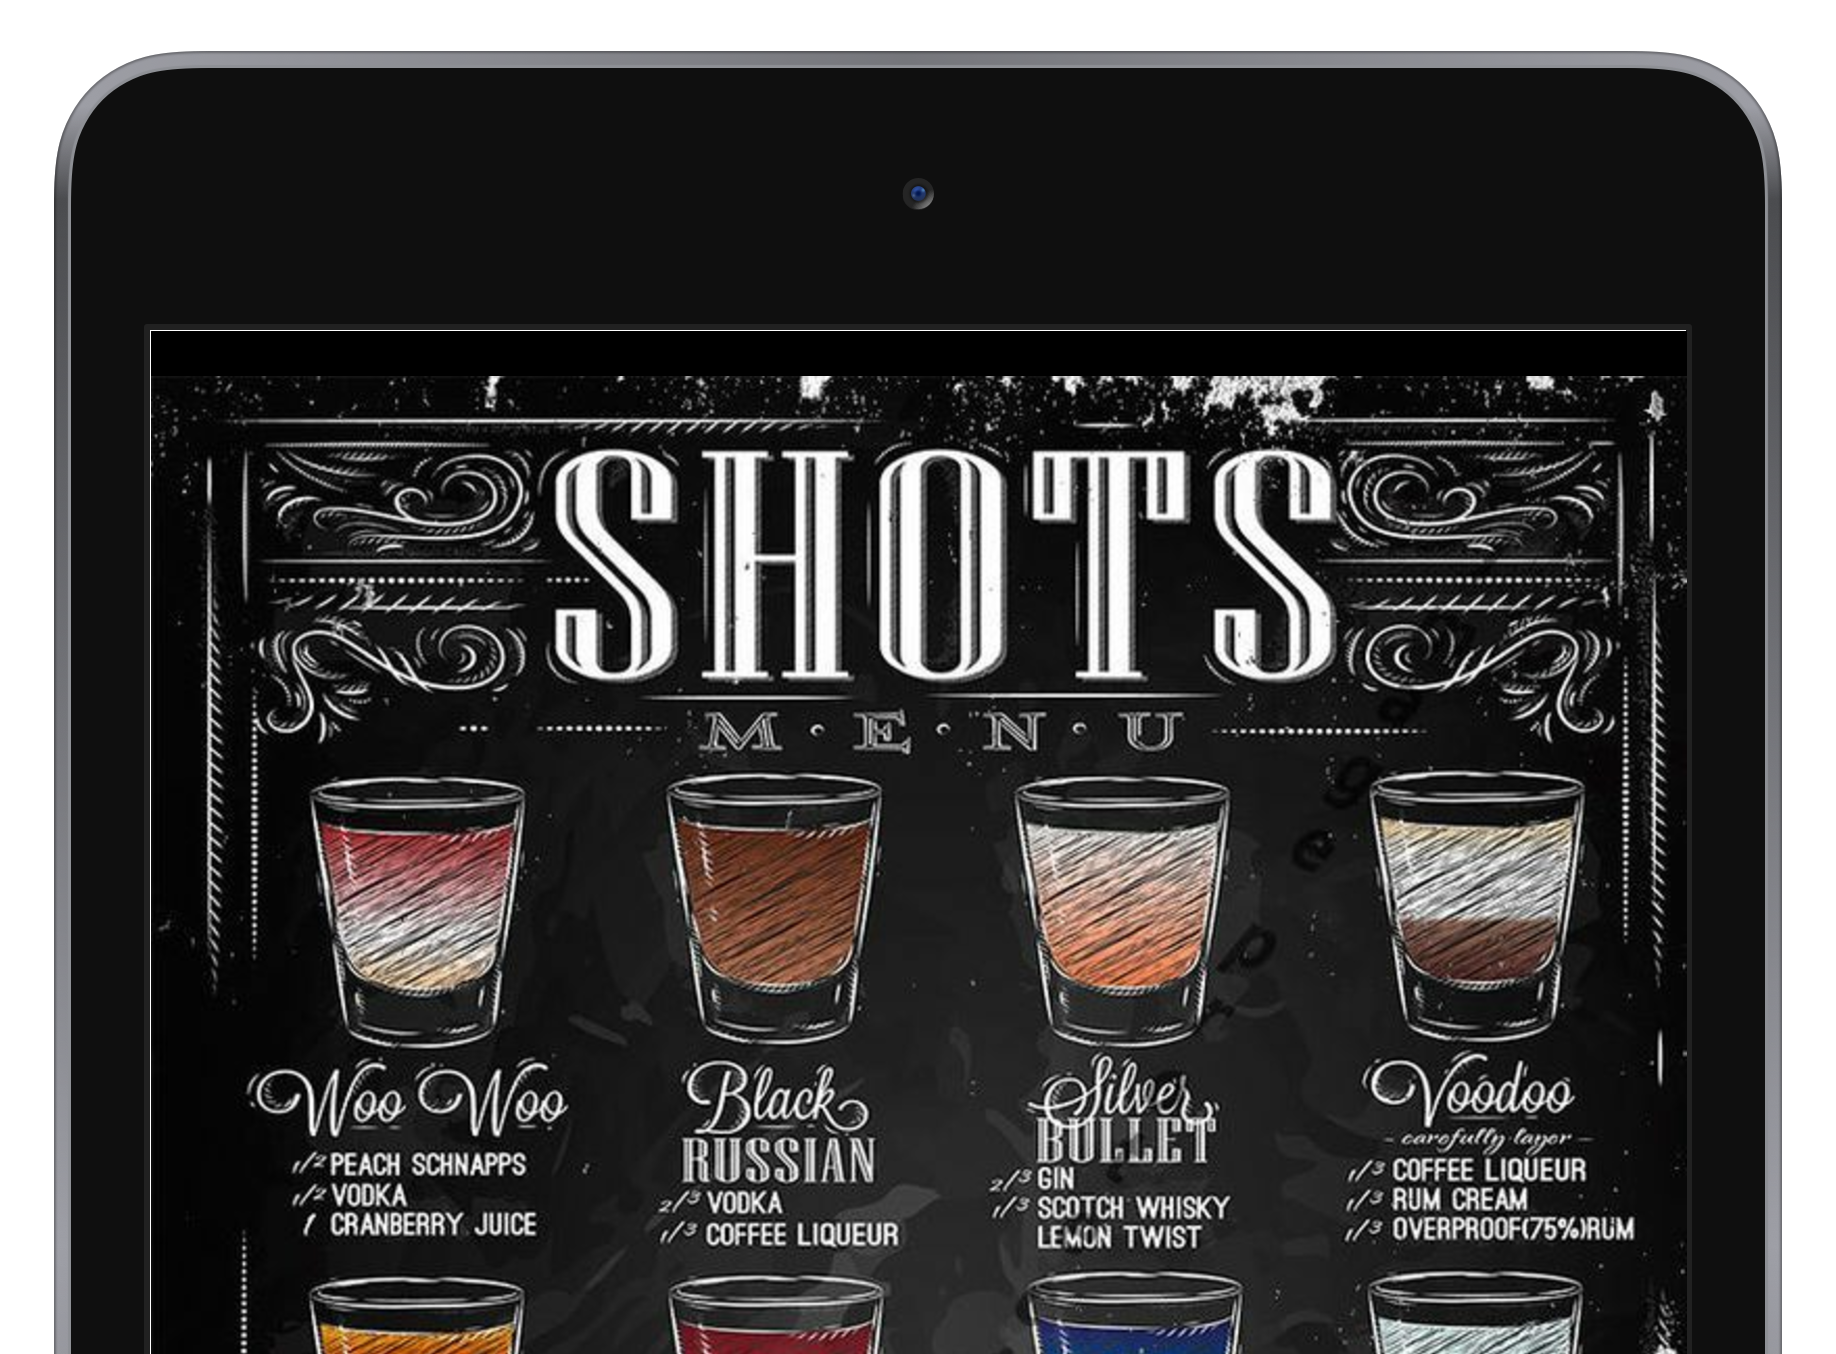 SHOTS
M·E·N·U
Woo Woo
1/2 PEACH SCHNAPPS
1/2 VODKA
1 CRANBERRY JUICE
Black
RUSSIAN
2/3 VODKA
1/3 COFFEE LIQUEUR
Silver
BULLET
2/3 GIN
1/3 SCOTCH WHISKY
LEMON TWIST
Voodoo
- carefully layer -
1/3 COFFEE LIQUEUR
1/3 RUM CREAM
1/3 OVERPROOF(75%)RUM